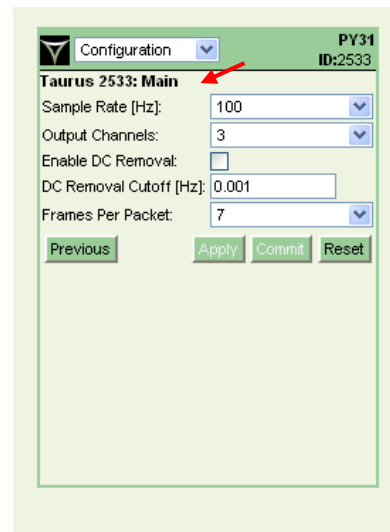 Configuration PY31
ID:2533
Taurus 2533: Main
Sample Rate [Hz]: 100
Output Channels: 3
Enable DC Removal:
DC Removal Cutoff [Hz]: 0.001
Frames Per Packet: 7
Previous Apply Commit Reset